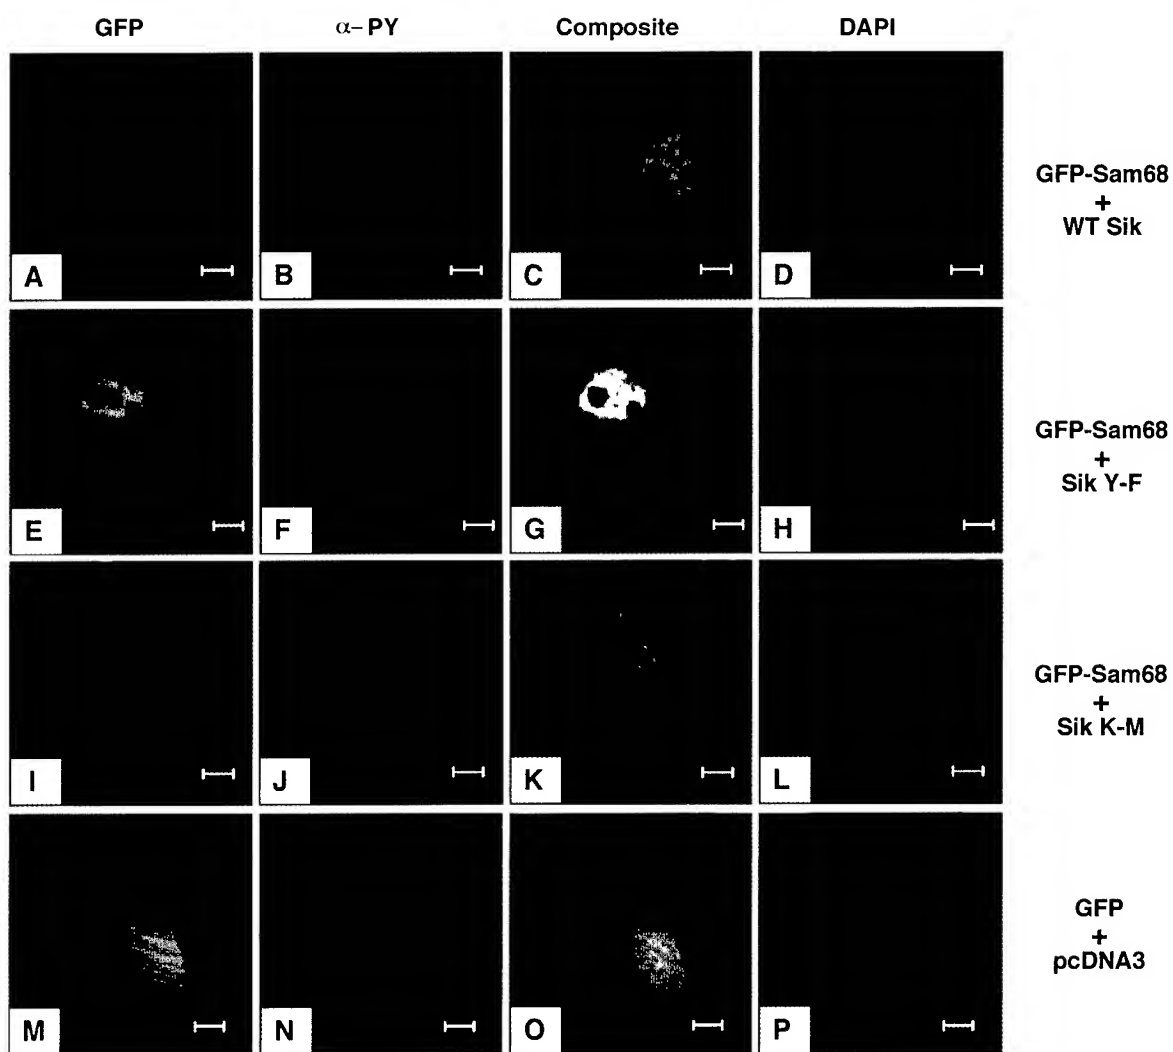 GFP
α– PY
Composite
DAPI
A
B
C
D
GFP-Sam68
+
WT Sik
E
F
G
H
GFP-Sam68
+
Sik Y-F
I
J
K
L
GFP-Sam68
+
Sik K-M
M
N
O
P
GFP
+
pcDNA3